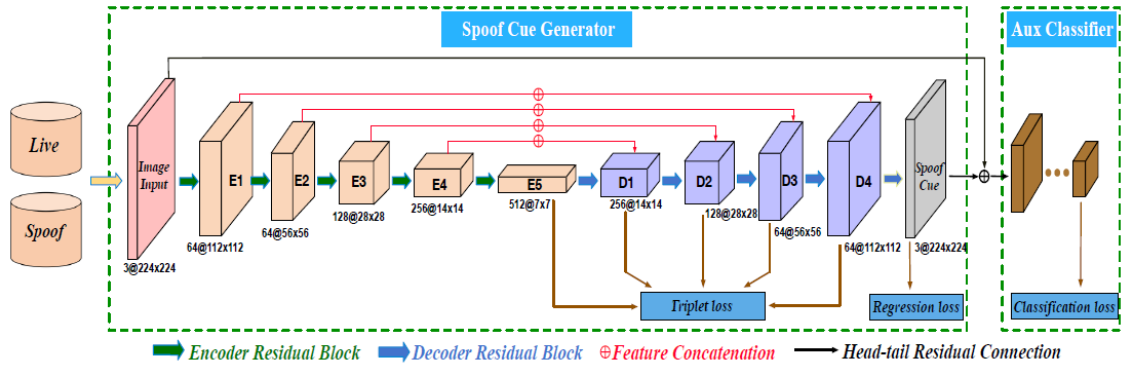 Spoof Cue Generator
Aux Classifier
Live
Spoof
Image
Input
3@224x224
E1
64@112x112
E2
64@56x56
E3
128@28x28
E4
256@14x14
E5
512@7x7
D1
256@14x14
D2
128@28x28
D3
64@56x56
D4
64@112x112
Spoof
Cue
3@224x224
Triplet loss
Regression loss
Classification loss
Encoder Residual Block
Decoder Residual Block
Feature Concatenation
Head-tail Residual Connection